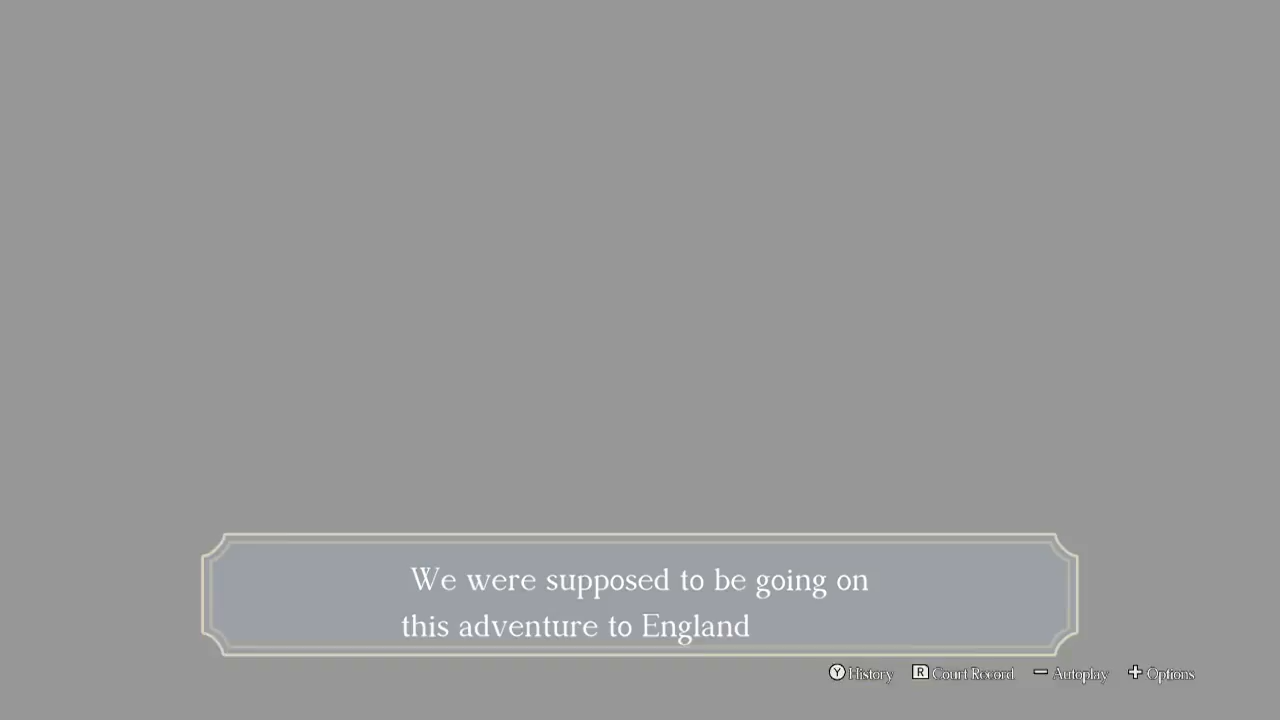 We were supposed to be going on
this adventure to England
Y History R Court Record − Autoplay + Options